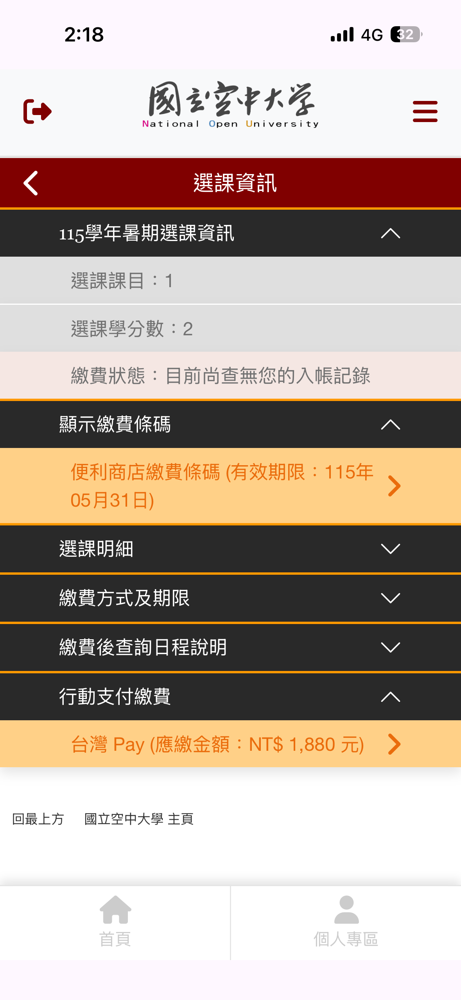 2:18
4G
32
國立空中大学
National Open University
選課資訊
115學年暑期選課資訊
選課課目：1
選課學分數：2
繳費狀態：目前尚查無您的入帳記錄
顯示繳費條碼
便利商店繳費條碼 (有效期限：115年
05月31日)
選課明細
繳費方式及期限
繳費後查詢日程說明
行動支付繳費
台灣 Pay (應繳金額：NT$ 1,880 元)
回最上方 國立空中大學 主頁
首頁 個人專區